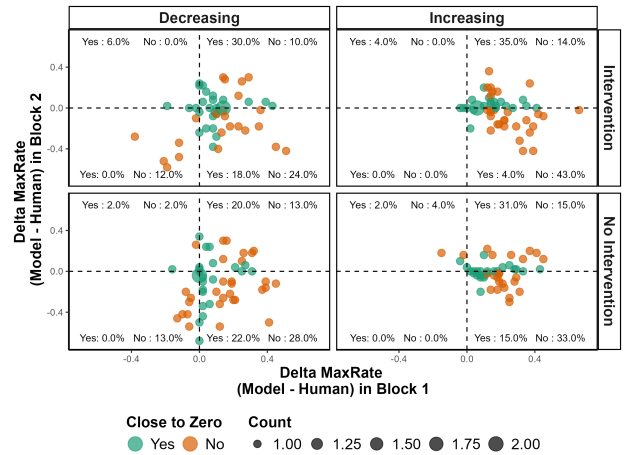 Decreasing
Increasing
Yes : 6.0% No : 0.0% Yes : 30.0% No : 10.0%
Yes: 0.0% No : 12.0% Yes : 18.0% No : 24.0%
Yes : 4.0% No : 0.0% Yes : 35.0% No : 14.0%
Yes: 0.0% No : 0.0% Yes : 4.0% No : 43.0%
Intervention
Yes : 2.0% No : 2.0% Yes : 20.0% No : 13.0%
Yes: 0.0% No : 13.0% Yes : 22.0% No : 28.0%
Yes : 2.0% No : 4.0% Yes : 31.0% No : 15.0%
Yes: 0.0% No : 0.0% Yes : 15.0% No : 33.0%
No Intervention
0.4
0.0
-0.4
0.4
0.0
-0.4
Delta MaxRate
(Model - Human) in Block 2
-0.4 0.0 0.4
-0.4 0.0 0.4
Delta MaxRate
(Model - Human) in Block 1
Close to Zero
Yes No
Count
1.00 1.25 1.50 1.75 2.00